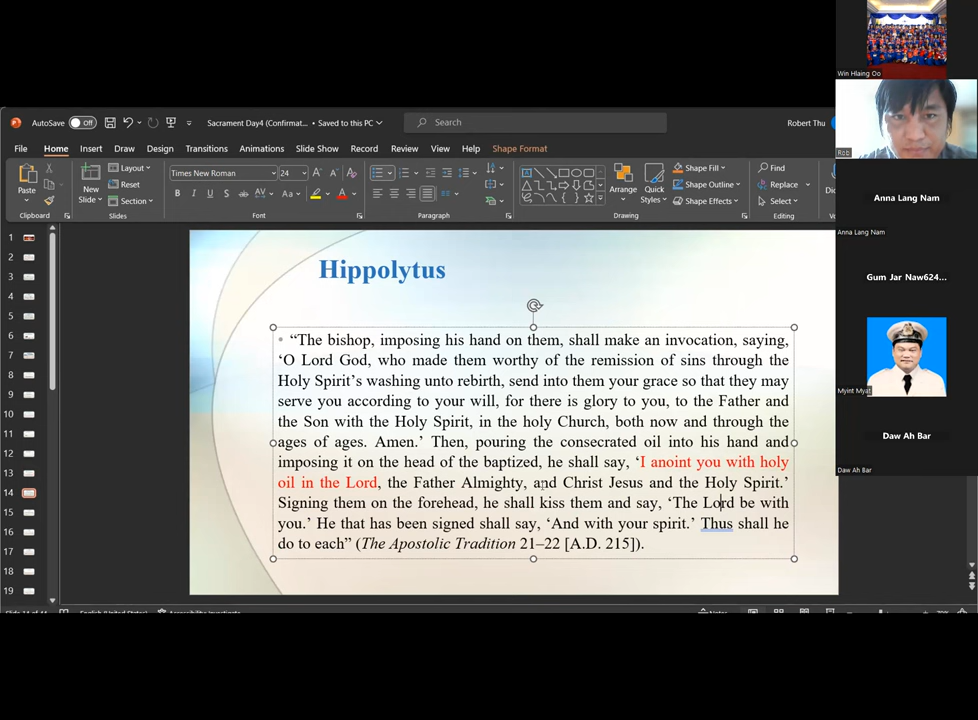 AutoSave
Off
Sacrament Day4 (Confirmat... • Saved to this PC
Search
Robert Thu
File
Home
Insert
Draw
Design
Transitions
Animations
Slide Show
Record
Review
View
Help
Shape Format
Paste
Clipboard
New
Slide
Layout
Reset
Section
Slides
Times New Roman
24
Font
Paragraph
Arrange
Quick
Styles
Shape Fill
Shape Outline
Shape Effects
Drawing
Find
Replace
Select
Editing
1
2
3
4
5
6
7
8
9
10
11
12
13
14
15
16
17
18
19
Hippolytus
“The bishop, imposing his hand on them, shall make an invocation, saying,
‘O Lord God, who made them worthy of the remission of sins through the
Holy Spirit’s washing unto rebirth, send into them your grace so that they may
serve you according to your will, for there is glory to you, to the Father and
the Son with the Holy Spirit, in the holy Church, both now and through the
ages of ages. Amen.’ Then, pouring the consecrated oil into his hand and
imposing it on the head of the baptized, he shall say, ‘I anoint you with holy
oil in the Lord, the Father Almighty, and Christ Jesus and the Holy Spirit.’
Signing them on the forehead, he shall kiss them and say, ‘The Lord be with
you.’ He that has been signed shall say, ‘And with your spirit.’ Thus shall he
do to each” (The Apostolic Tradition 21–22 [A.D. 215]).
Win Hlaing Oo
Rob
Anna Lang Nam
Anna Lang Nam
Gum Jar Naw624...
Myint Myat
Daw Ah Bar
Daw Ah Bar